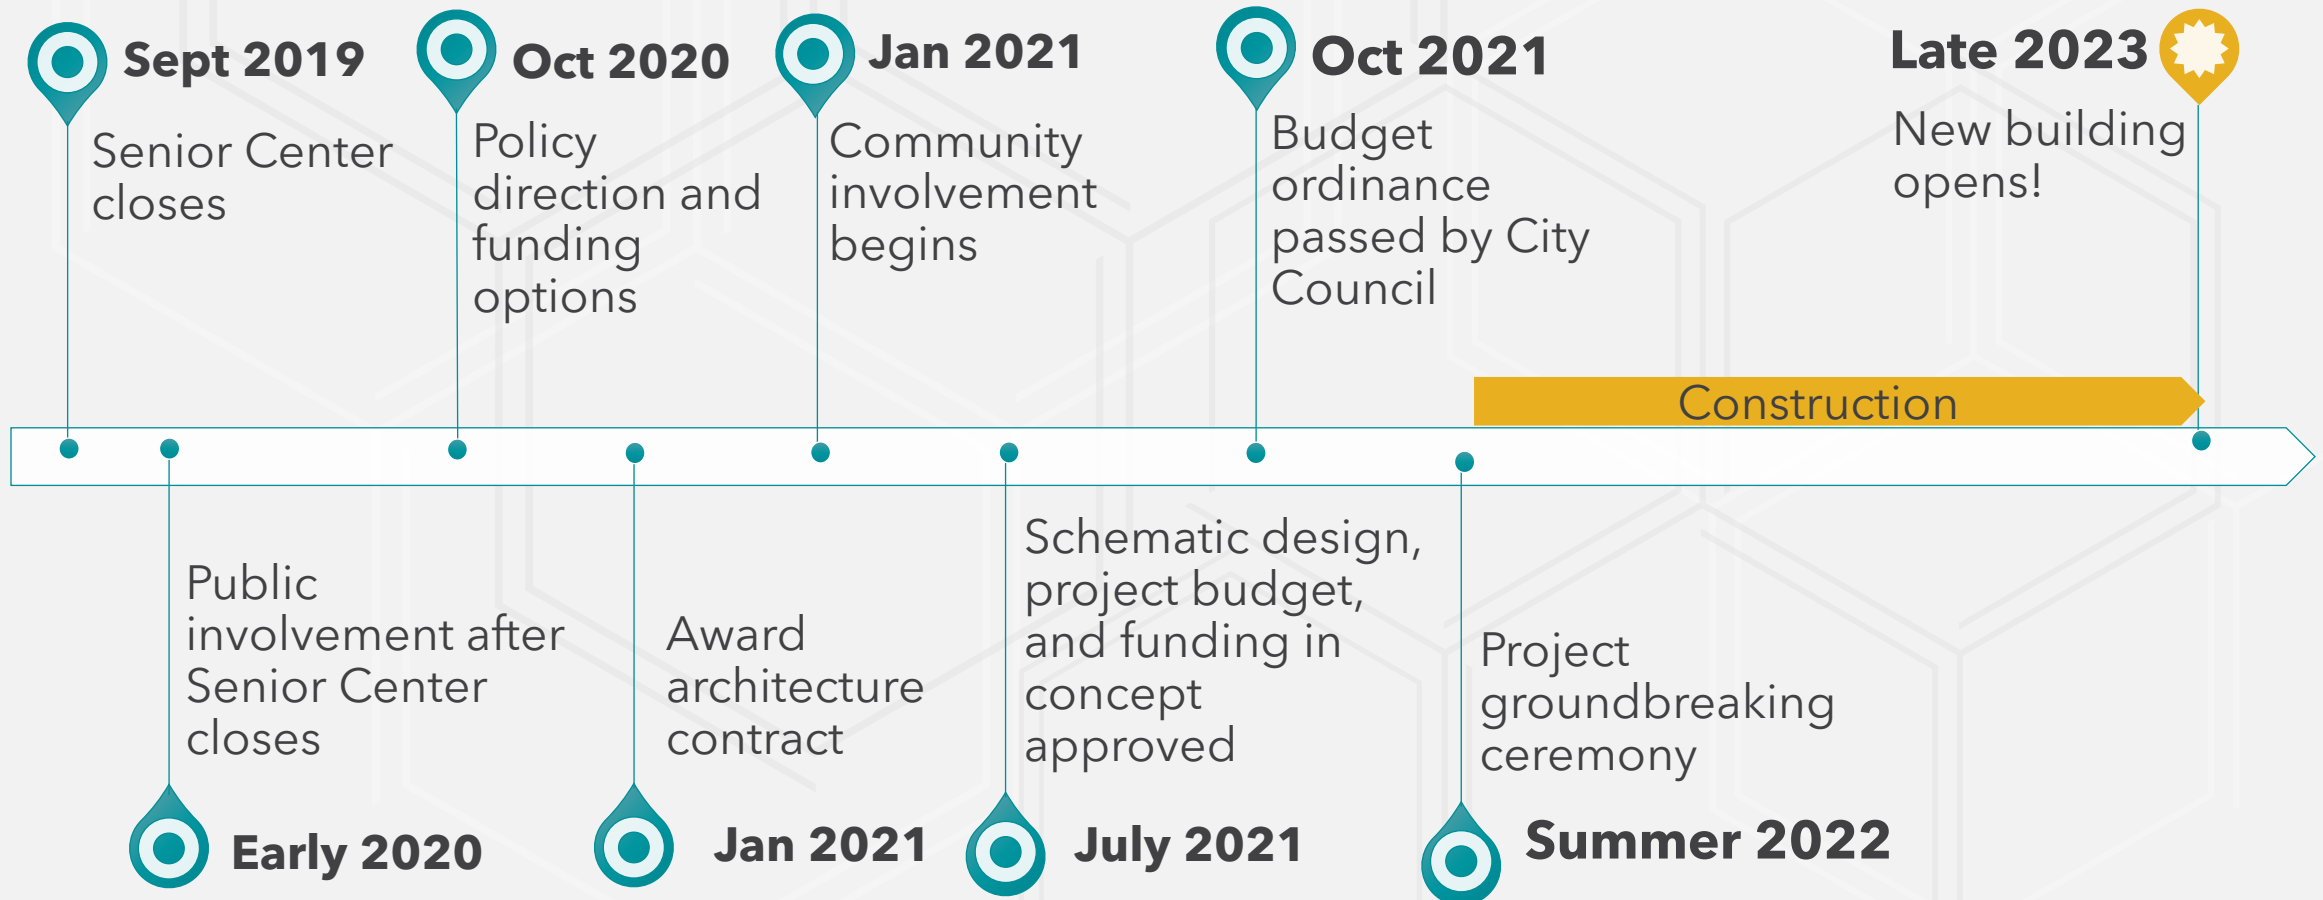 Sept 2019
Senior Center
closes
Oct 2020
Policy
direction and
funding
options
Jan 2021
Community
involvement
begins
Oct 2021
Budget
ordinance
passed by City
Council
Late 2023
New building
opens!
Construction
Public
involvement after
Senior Center
closes
Early 2020
Award
architecture
contract
Jan 2021
Schematic design,
project budget,
and funding in
concept
approved
July 2021
Project
groundbreaking
ceremony
Summer 2022